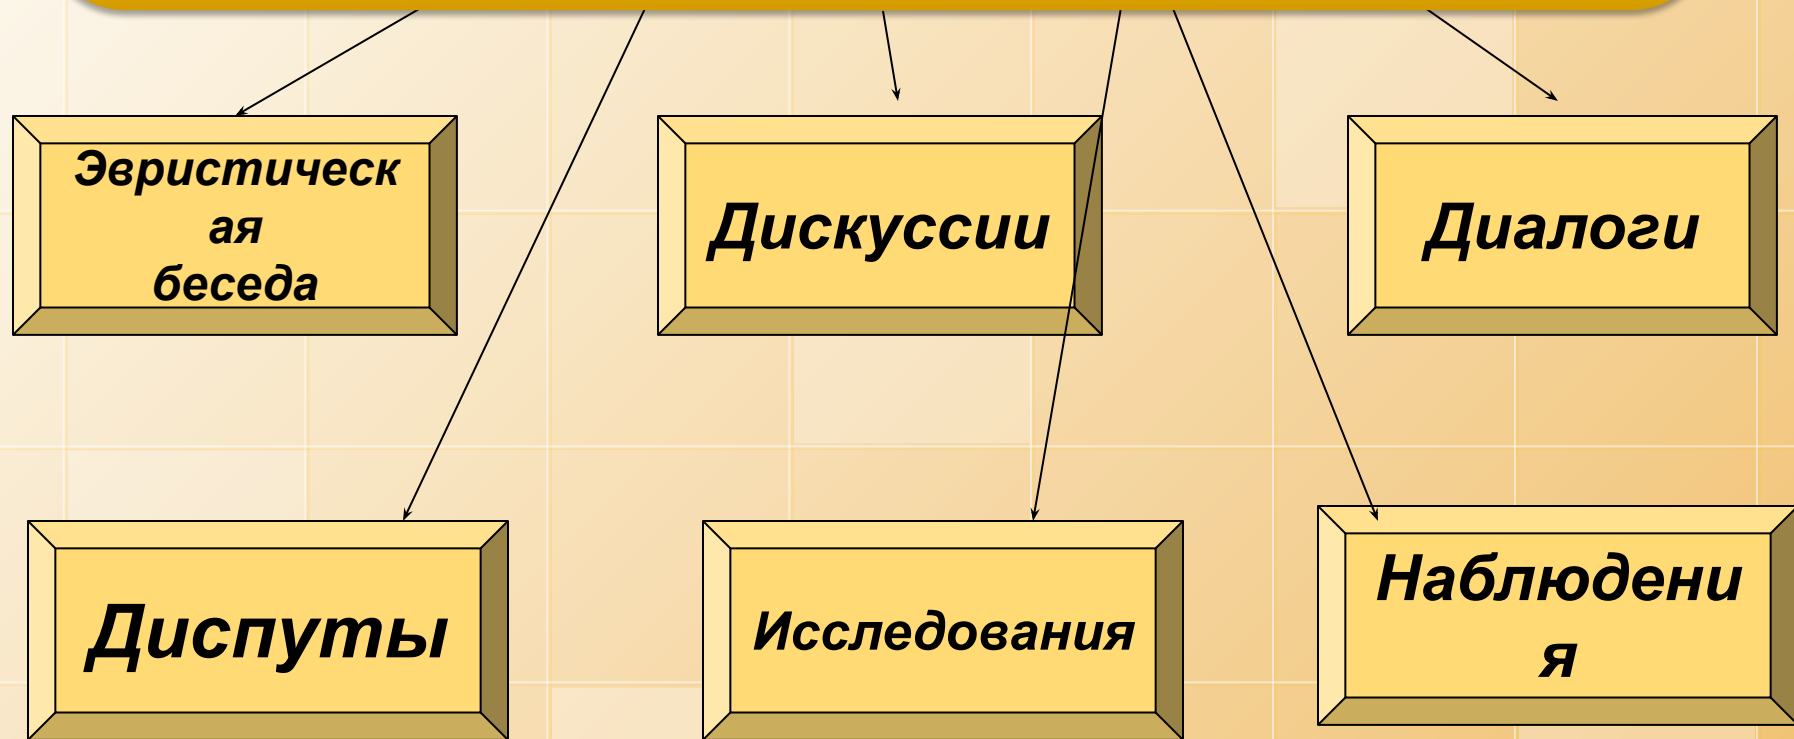 Эвристическ
ая
беседа
Дискуссии
Диалоги
Диспуты
Исследования
Наблюдени
я